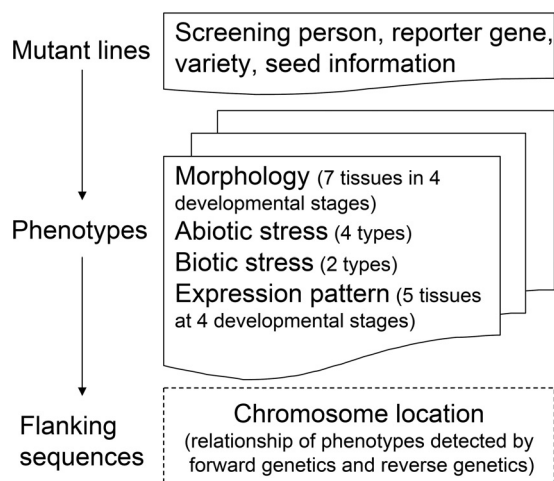 Mutant lines
Screening person, reporter gene,
variety, seed information
Phenotypes
Morphology (7 tissues in 4
developmental stages)
Abiotic stress (4 types)
Biotic stress (2 types)
Expression pattern (5 tissues
at 4 developmental stages)
Flanking
sequences
Chromosome location
(relationship of phenotypes detected by
forward genetics and reverse genetics)